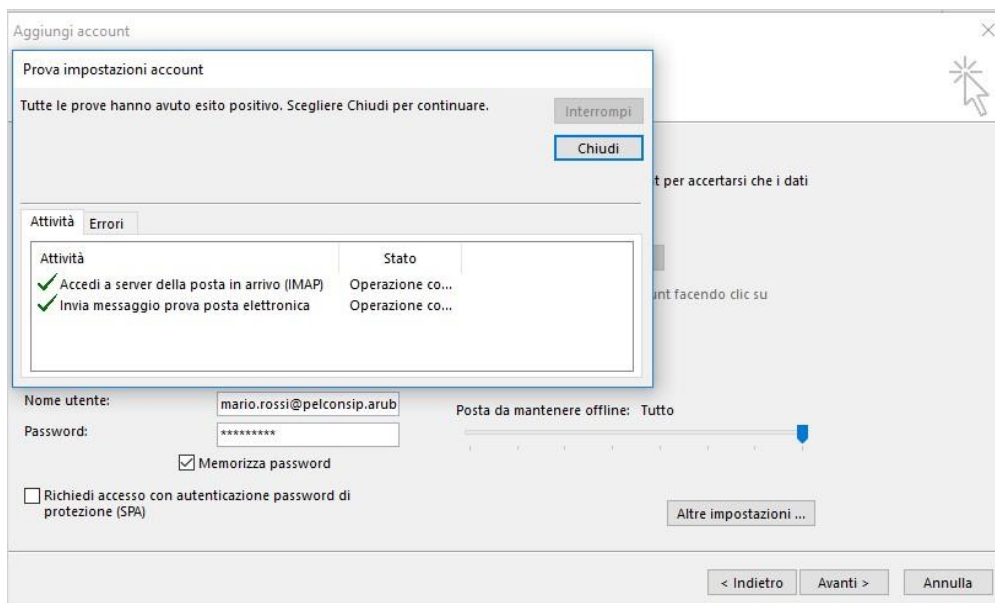 Aggiungi account
Prova impostazioni account
Tutte le prove hanno avuto esito positivo. Scegliere Chiudi per continuare.
Interrompi
Chiudi
t per accertarsi che i dati
Attività Errori
Attività Stato
Accedi a server della posta in arrivo (IMAP) Operazione co...
Invia messaggio prova posta elettronica Operazione co...
unt facendo clic su
Nome utente: mario.rossi@pelconsip.arub
Posta da mantenere offline: Tutto
Password: *********
Memorizza password
Richiedi accesso con autenticazione password di
protezione (SPA)
Altre impostazioni ...
< Indietro Avanti > Annulla